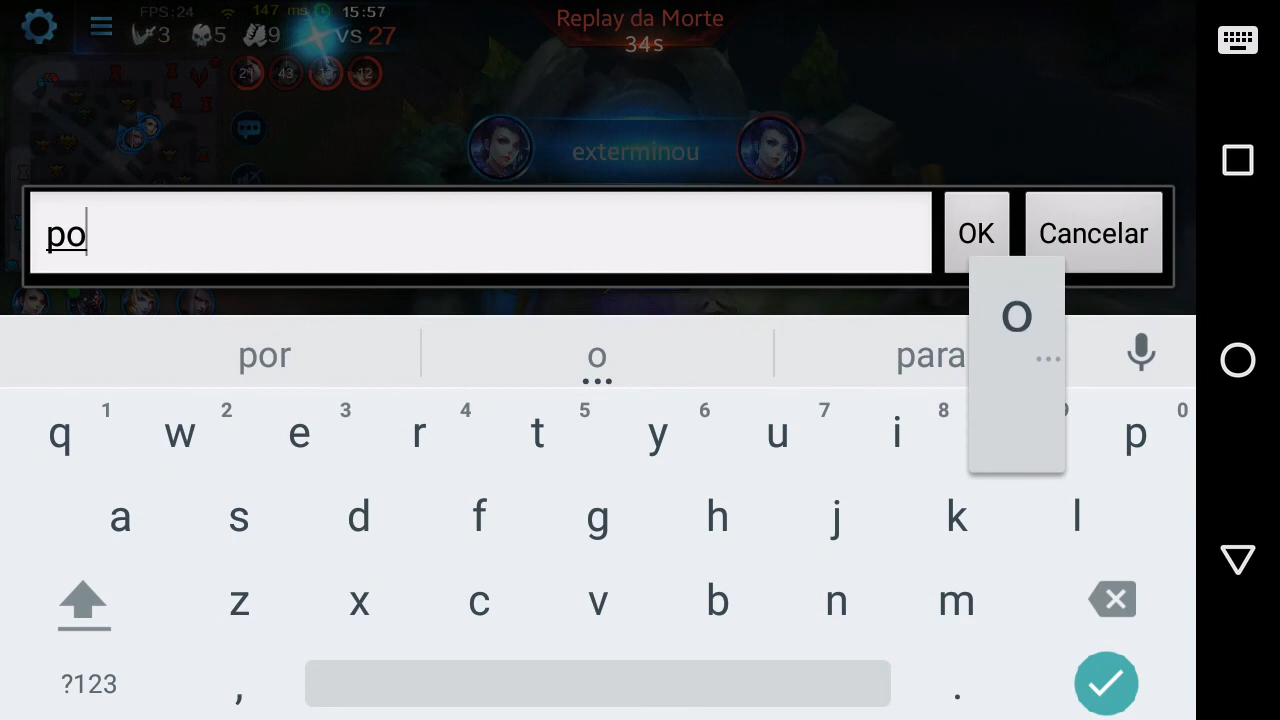 FPS:24 147 ms 15:57
3 5 9 vs 27
Replay da Morte
34s
43 12
exterminou
po
OK
Cancelar
o
por o para
1 2 3 4 5 6 7 8 9 0
q w e r t y u i p
a s d f g h j k l
z x c v b n m
?123 , .